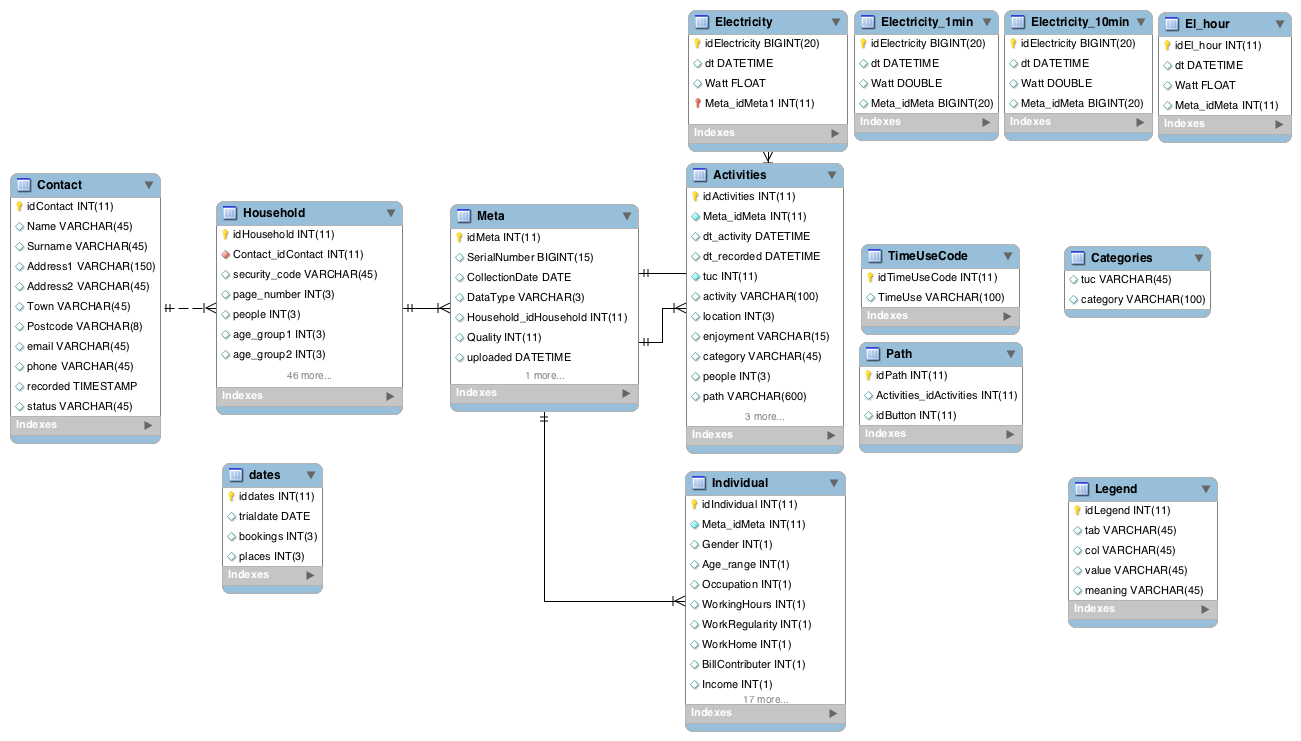 Electricity
idElectricity BIGINT(20)
dt DATETIME
Watt FLOAT
Meta_idMeta1 INT(11)
Indexes
Electricity_1min
idElectricity BIGINT(20)
dt DATETIME
Watt DOUBLE
Meta_idMeta BIGINT(20)
Indexes
Electricity_10min
idElectricity BIGINT(20)
dt DATETIME
Watt DOUBLE
Meta_idMeta BIGINT(20)
Indexes
El_hour
idEl_hour INT(11)
dt DATETIME
Watt FLOAT
Meta_idMeta INT(11)
Indexes
Contact
idContact INT(11)
Name VARCHAR(45)
Surname VARCHAR(45)
Address1 VARCHAR(150)
Address2 VARCHAR(45)
Town VARCHAR(45)
Postcode VARCHAR(8)
email VARCHAR(45)
phone VARCHAR(45)
recorded TIMESTAMP
status VARCHAR(45)
Indexes
Household
idHousehold INT(11)
Contact_idContact INT(11)
security_code VARCHAR(45)
page_number INT(3)
people INT(3)
age_group1 INT(3)
age_group2 INT(3)
46 more...
Indexes
Meta
idMeta INT(11)
SerialNumber BIGINT(15)
CollectionDate DATE
DataType VARCHAR(3)
Household_idHousehold INT(11)
Quality INT(11)
uploaded DATETIME
1 more...
Indexes
Activities
idActivities INT(11)
Meta_idMeta INT(11)
dt_activity DATETIME
dt_recorded DATETIME
tuc INT(11)
activity VARCHAR(100)
location INT(3)
enjoyment VARCHAR(15)
category VARCHAR(45)
people INT(3)
path VARCHAR(600)
3 more...
Indexes
TimeUseCode
idTimeUseCode INT(11)
TimeUse VARCHAR(100)
Indexes
Categories
tuc VARCHAR(45)
category VARCHAR(100)
Indexes
Path
idPath INT(11)
Activities_idActivities INT(11)
idButton INT(11)
Indexes
dates
iddates INT(11)
trialdate DATE
bookings INT(3)
places INT(3)
Indexes
Individual
idIndividual INT(11)
Meta_idMeta INT(11)
Gender INT(1)
Age_range INT(1)
Occupation INT(1)
WorkingHours INT(1)
WorkRegularity INT(1)
WorkHome INT(1)
BillContributer INT(1)
Income INT(1)
17 more...
Indexes
Legend
idLegend INT(11)
tab VARCHAR(45)
col VARCHAR(45)
value VARCHAR(45)
meaning VARCHAR(45)
Indexes